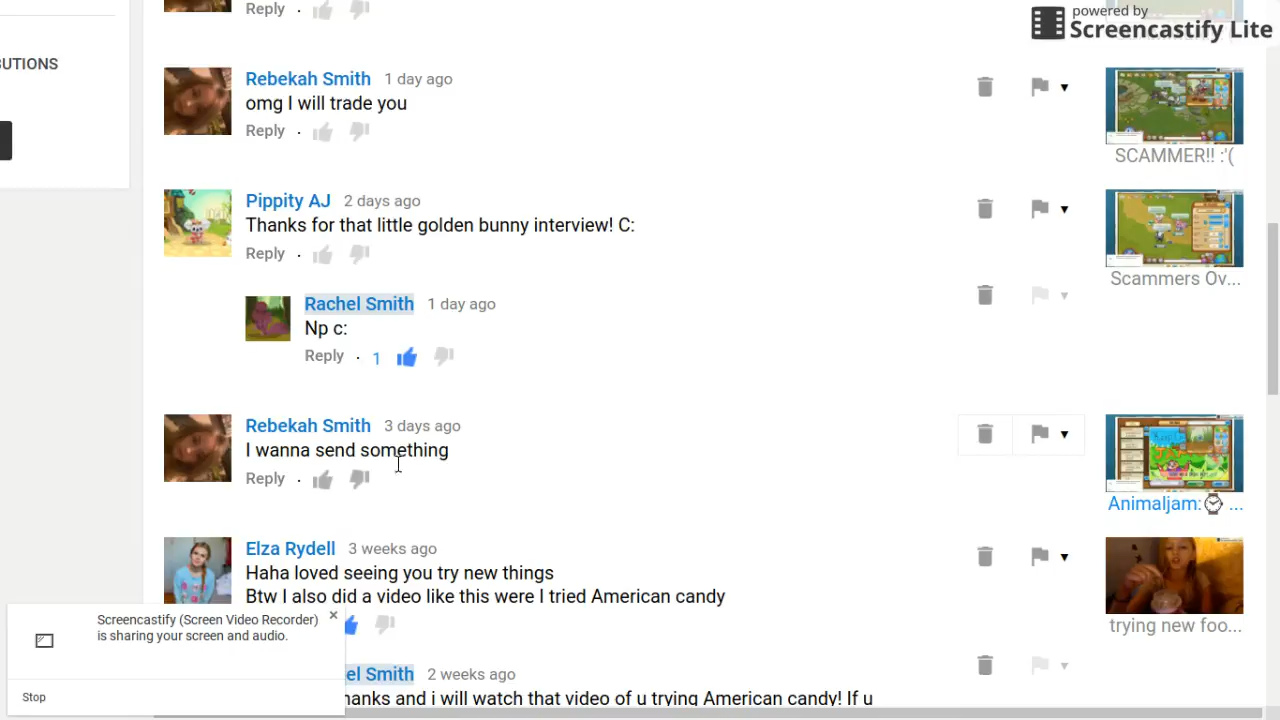 powered by
Screencastify Lite
Reply ·
BUTIONS
Rebekah Smith 1 day ago
omg I will trade you
Reply ·
SCAMMER!! :'(
Pippity AJ 2 days ago
Thanks for that little golden bunny interview! C:
Reply ·
Scammers Ov...
Rachel Smith 1 day ago
Np c:
Reply · 1
Rebekah Smith 3 days ago
I wanna send something
Reply ·
Animaljam:⌚ ...
Elza Rydell 3 weeks ago
Haha loved seeing you try new things
Btw I also did a video like this were I tried American candy
trying new foo...
Screencastify (Screen Video Recorder)
is sharing your screen and audio.
Stop
el Smith 2 weeks ago
hanks and i will watch that video of u trying American candy! If u